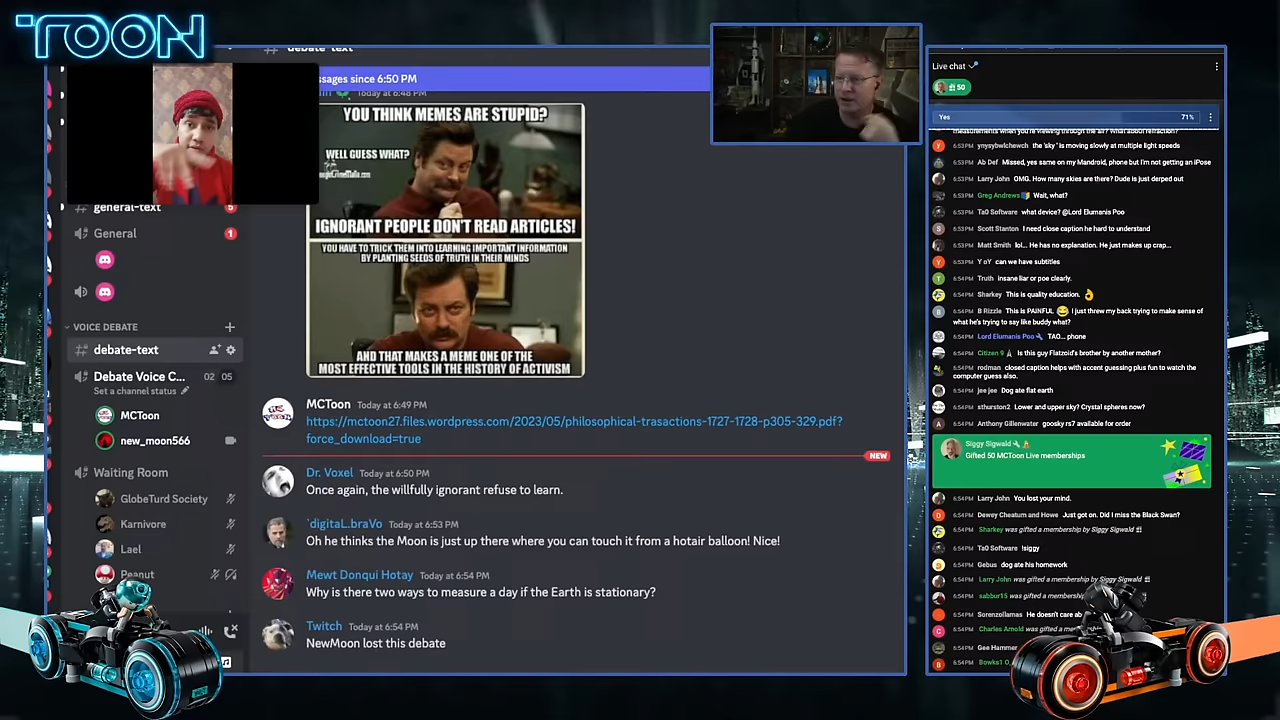 TOON
debate-text
ssages since 6:50 PM
Today at 6:48 PM
YOU THINK MEMES ARE STUPID?
WELL GUESS WHAT?
IGNORANT PEOPLE DON'T READ ARTICLES!
YOU HAVE TO TRICK THEM INTO LEARNING IMPORTANT INFORMATION
BY PLANTING SEEDS OF TRUTH IN THEIR MINDS
AND THAT MAKES A MEME ONE OF THE
MOST EFFECTIVE TOOLS IN THE HISTORY OF ACTIVISM
general-text 5
General 1
VOICE DEBATE
debate-text
Debate Voice C... 02 05
Set a channel status
MCToon
new_moon566
Waiting Room
GlobeTurd Society
Karnivore
Lael
Peanut
MCToon Today at 6:49 PM
https://mctoon27.files.wordpress.com/2023/05/philosophical-trasactions-1727-1728-p305-329.pdf?
force_download=true
NEW
Dr. Voxel Today at 6:50 PM
Once again, the willfully ignorant refuse to learn.
`digitaL.braVo Today at 6:53 PM
Oh he thinks the Moon is just up there where you can touch it from a hotair balloon! Nice!
Mewt Donqui Hotay Today at 6:54 PM
Why is there two ways to measure a day if the Earth is stationary?
Twitch Today at 6:54 PM
NewMoon lost this debate
Live chat
50
Yes 71%
measurements when you're viewing through the air? What about refraction?
6:53 PM ynysybwlchewch the 'sky'' is moving slowly at multiple light speeds
6:53 PM Ab Def Missed, yes same on my Mandroid, phone but I'm not getting an iPose
6:53 PM Larry John OMG. How many skies are there? Dude is just derped out
6:53 PM Greg Andrews Wait, what?
6:53 PM TaO Software what device? @Lord Elumanis Poo
6:53 PM Scott Stanton I need close caption he hard to understand
6:53 PM Matt Smith lol... He has no explanation. He just makes up crap...
6:53 PM Y oY can we have subtitles
6:54 PM Truth insane liar or poe clearly.
6:54 PM Sharkey This is quality education. 👌
6:54 PM B Rizzle This is PAINFUL 😂 I just threw my back trying to make sense of
what he's trying to say like buddy what?
6:54 PM Lord Elumanis Poo TAO... phone
6:54 PM Citizen 9 Is this guy Flatzoid's brother by another mother?
6:54 PM rodman closed caption helps with accent guessing plus fun to watch the
computer guess also.
6:54 PM jee jee Dog ate flat earth
6:54 PM sthurston2 Lower and upper sky? Crystal spheres now?
6:54 PM Anthony Gillenwater goosky rs7 available for order
Siggy Sigwald
Gifted 50 MCToon Live memberships
6:54 PM Larry John You lost your mind.
6:54 PM Dewey Cheatum and Howe Just got on. Did I miss the Black Swan?
6:54 PM Sharkey was gifted a membership by Siggy Sigwald
6:54 PM TaO Software !siggy
6:54 PM Gebus dog ate his homework
6:54 PM Larry John was gifted a membership by Siggy Sigwald
6:54 PM sabbur15 was gifted a membership
6:54 PM Sorenzollamas He doesn't care ab
6:54 PM Charles Arnold was gifted a me
6:54 PM Gee Hammer
6:54 PM Bowks1